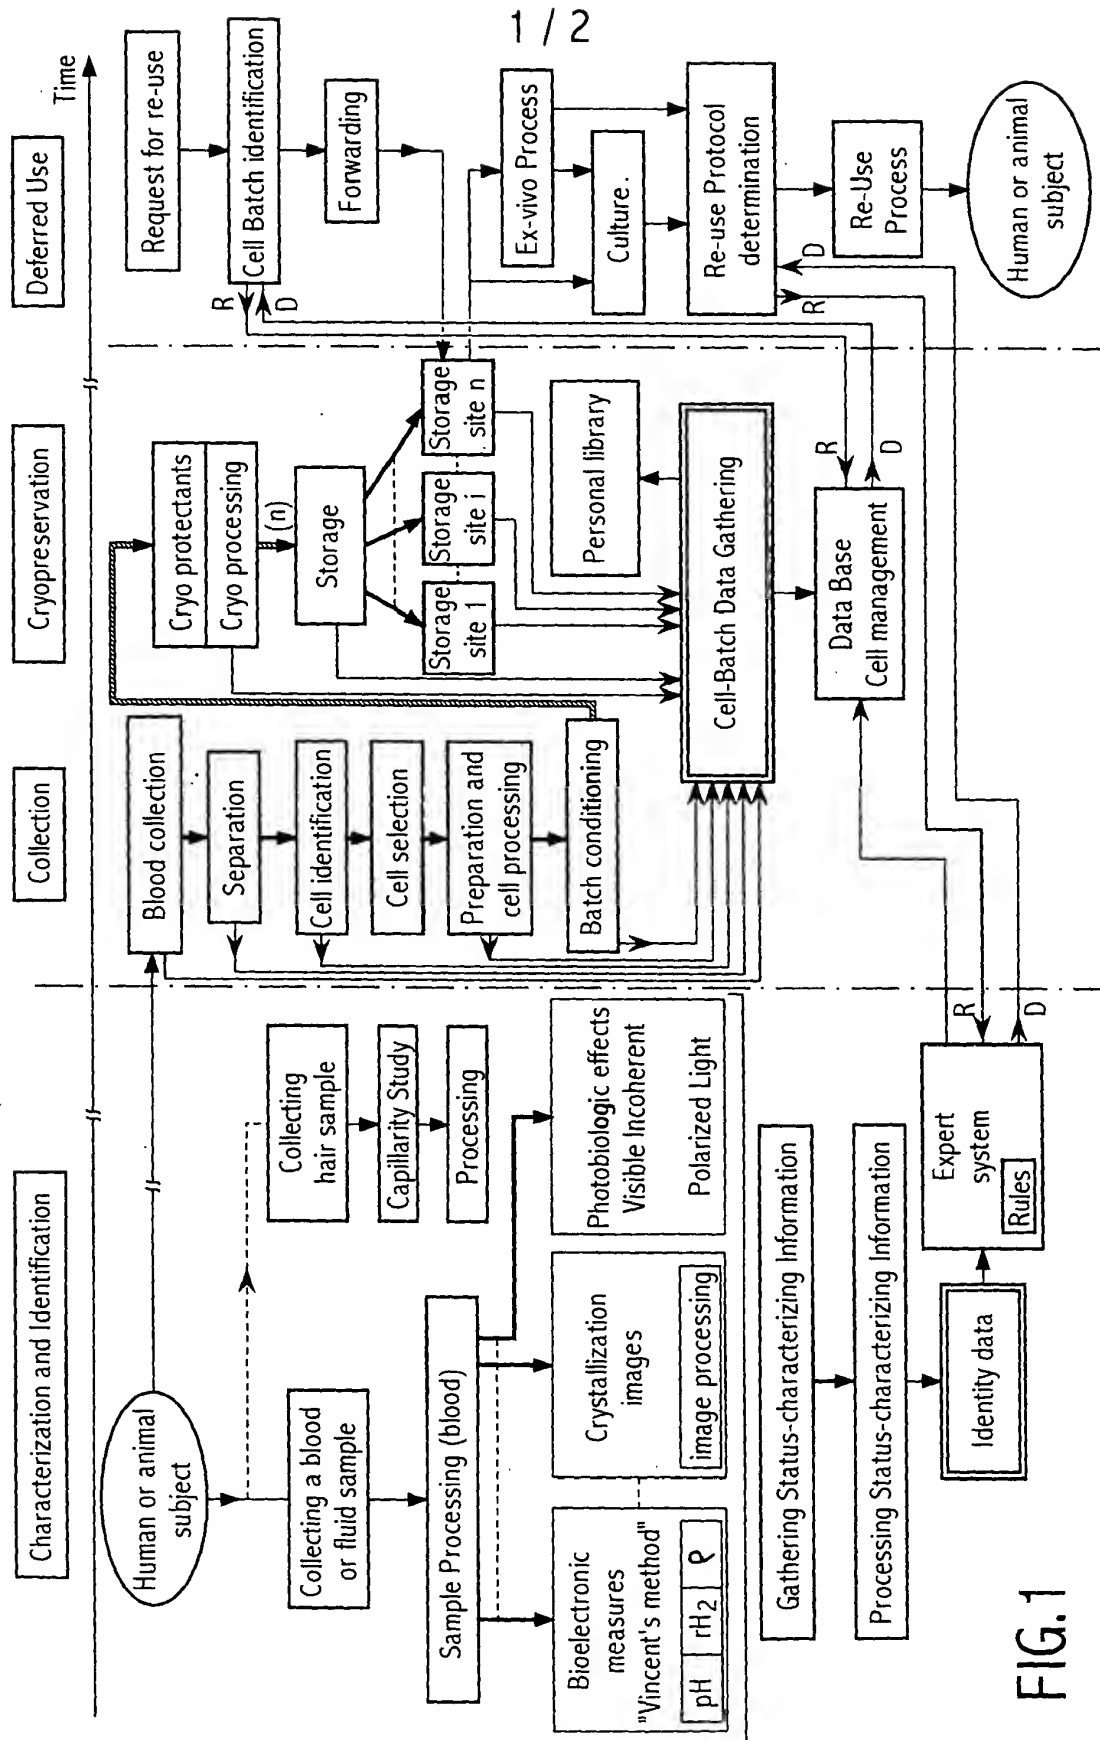 1 / 2
Characterization and Identification
Collection
Cryopreservation
Deferred Use
Time
Human or animal
subject
Collecting a blood
or fluid sample
Sample Processing (blood)
Bioelectronic
measures
"Vincent's method"
pH
rH2
ρ
Crystallization
images
image processing
Photobiologic effects
Visible Incoherent
Polarized Light
Collecting
hair sample
Capillarity Study
Processing
Gathering Status-characterizing Information
Processing Status-characterizing Information
Identity data
Expert
system
Rules
R
D
Blood collection
Separation
Cell identification
Cell selection
Preparation and
cell processing
Batch conditioning
Cryo protectants
Cryo processing
(n)
Storage
Storage
site 1
Storage
site i
Storage
site n
Personal library
Cell-Batch Data Gathering
Data Base
Cell management
R
D
Request for re-use
Cell Batch identification
R
D
Forwarding
Ex-vivo Process
Culture.
Re-use Protocol
determination
R
D
Re-Use
Process
Human or animal
subject
FIG.1